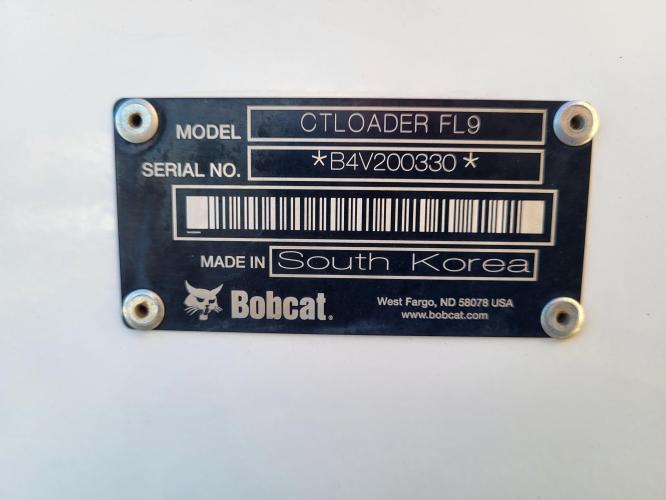 MODEL CTLOADER FL9
SERIAL NO. *B4V200330*
MADE IN South Korea
Bobcat.
West Fargo, ND 58078 USA
www.bobcat.com